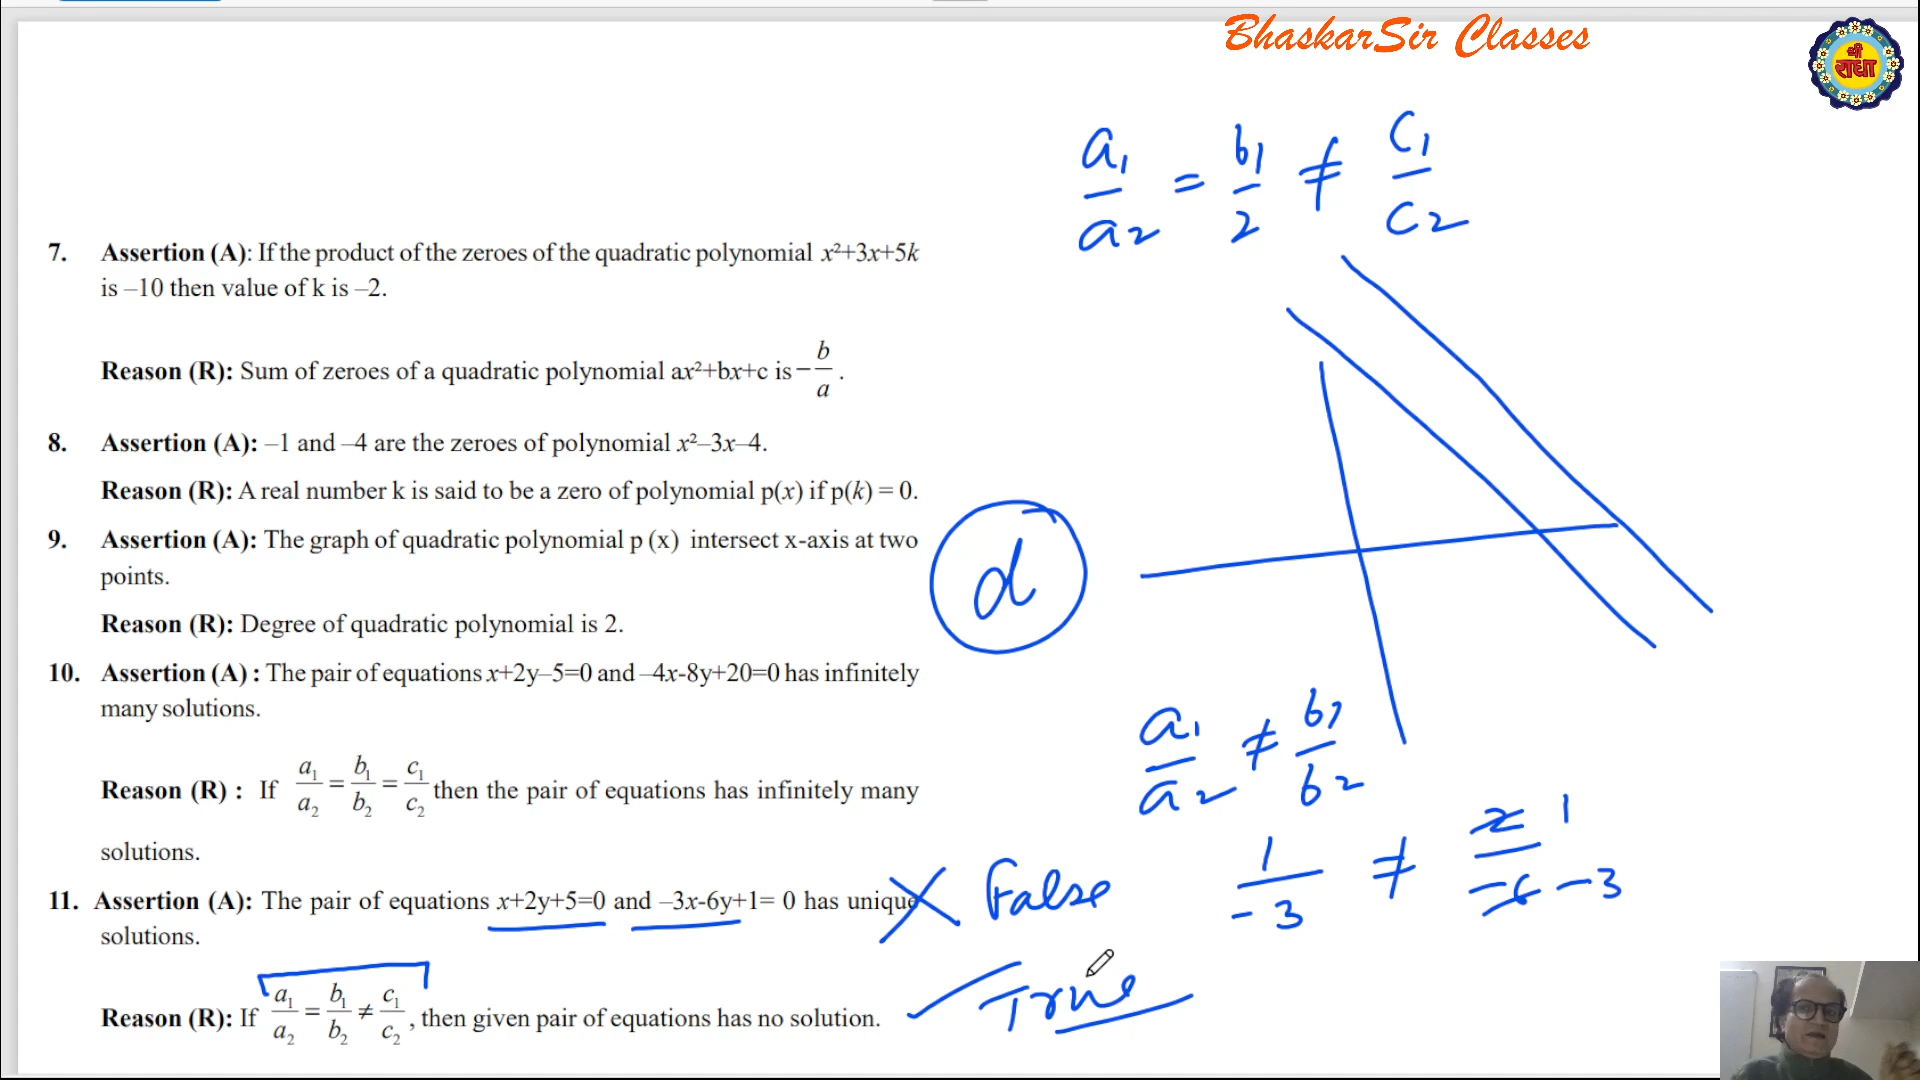 BhaskarSir Classes
श्री
राधा
a₁/a₂ = b₁/2 ≠ c₁/c₂
7. Assertion (A): If the product of the zeroes of the quadratic polynomial x²+3x+5k
is –10 then value of k is –2.
Reason (R): Sum of zeroes of a quadratic polynomial ax²+bx+c is −b/a.
8. Assertion (A): –1 and –4 are the zeroes of polynomial x²–3x–4.
Reason (R): A real number k is said to be a zero of polynomial p(x) if p(k) = 0.
9. Assertion (A): The graph of quadratic polynomial p (x) intersect x-axis at two
points.
Reason (R): Degree of quadratic polynomial is 2.
d
10. Assertion (A) : The pair of equations x+2y–5=0 and –4x-8y+20=0 has infinitely
many solutions.
Reason (R) : If a₁/a₂ = b₁/b₂ = c₁/c₂ then the pair of equations has infinitely many
solutions.
a₁/a₂ ≠ b₁/b₂
1/-3 ≠ 2/-6 1/-3
11. Assertion (A): The pair of equations x+2y+5=0 and –3x-6y+1= 0 has unique
solutions.
False
Reason (R): If a₁/a₂ = b₁/b₂ ≠ c₁/c₂, then given pair of equations has no solution.
True